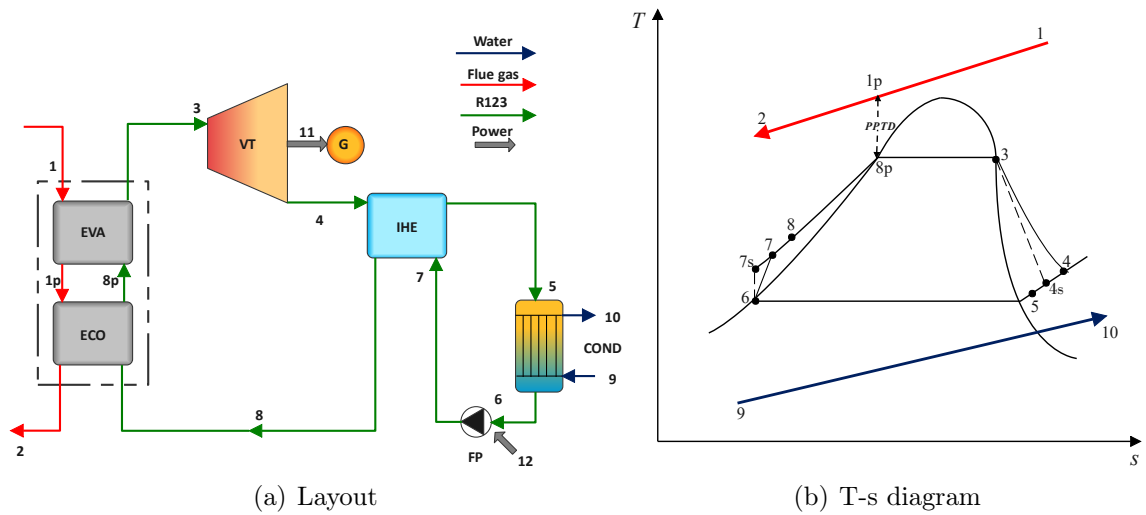 Water
Flue gas
R123
Power
3
VT
11
G
1
4
IHE
EVA
1p
8p
7
5
10
COND
9
ECO
6
8
2
FP
12
T
1
1p
2
PPTD
8p
3
8
7
7s
4
4s
6
5
10
9
s
(a) Layout
(b) T-s diagram